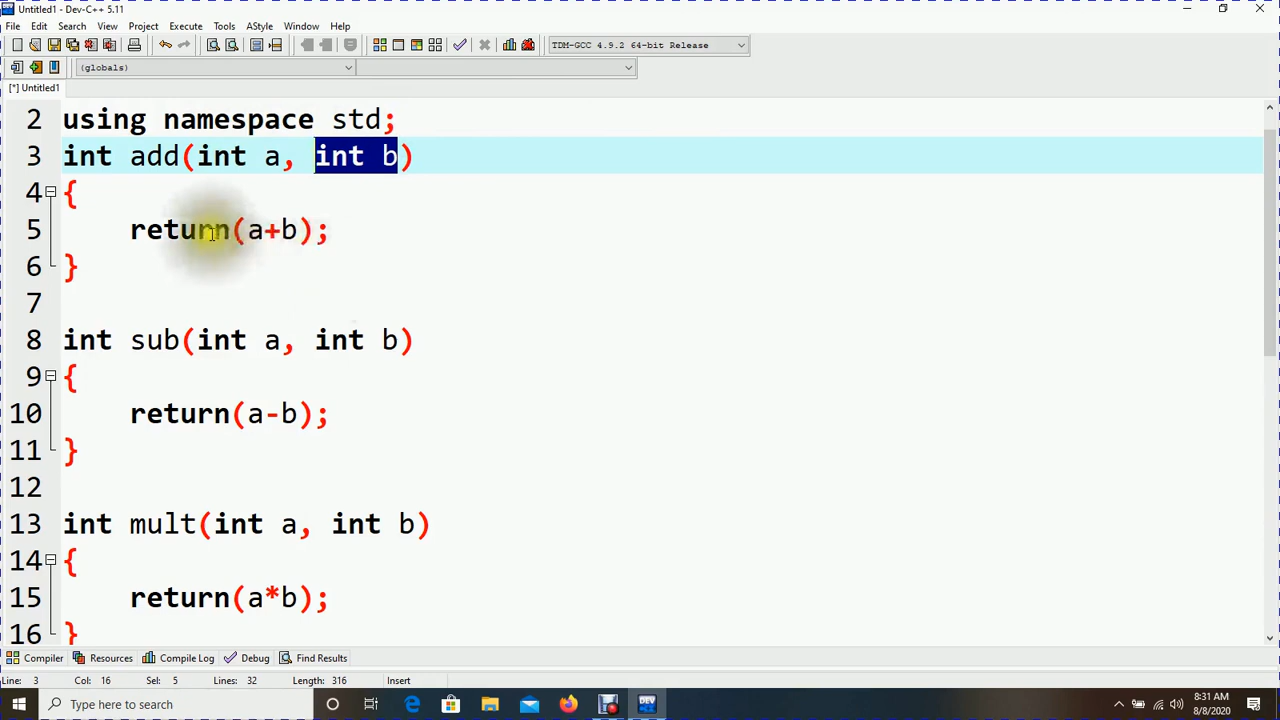 Untitled1 - Dev-C++ 5.11
File Edit Search View Project Execute Tools AStyle Window Help
TDM-GCC 4.9.2 64-bit Release
(globals)
[*] Untitled1
2 using namespace std;
3 int add(int a, int b)
4 {
5 return(a+b);
6 }
7
8 int sub(int a, int b)
9 {
10 return(a-b);
11 }
12
13 int mult(int a, int b)
14 {
15 return(a*b);
16 }
Compiler Resources Compile Log Debug Find Results
Line: 3 Col: 16 Sel: 5 Lines: 32 Length: 316 Insert
Type here to search
DEV
8:31 AM
8/8/2020